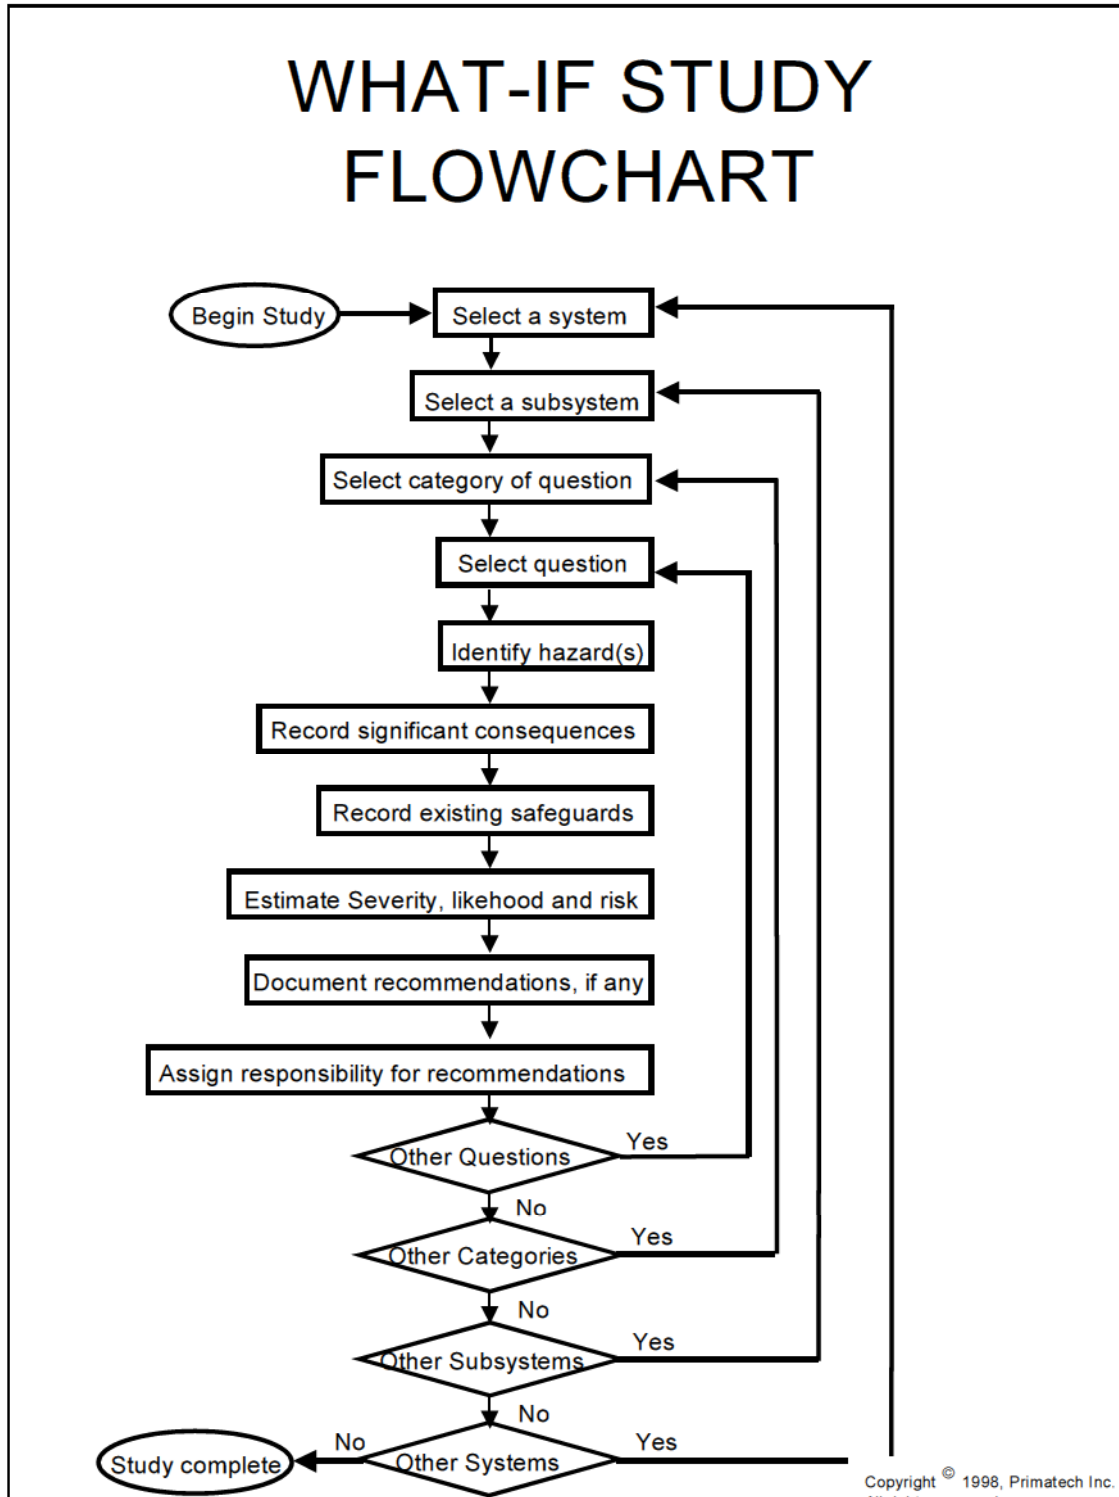 WHAT-IF STUDY
FLOWCHART
Begin Study
Select a system
Select a subsystem
Select category of question
Select question
Identify hazard(s)
Record significant consequences
Record existing safeguards
Estimate Severity, likehood and risk
Document recommendations, if any
Assign responsibility for recommendations
Other Questions
Yes
No
Other Categories
Yes
No
Other Subsystems
Yes
No
Other Systems
Yes
No
Study complete
Copyright © 1998, Primatech Inc.